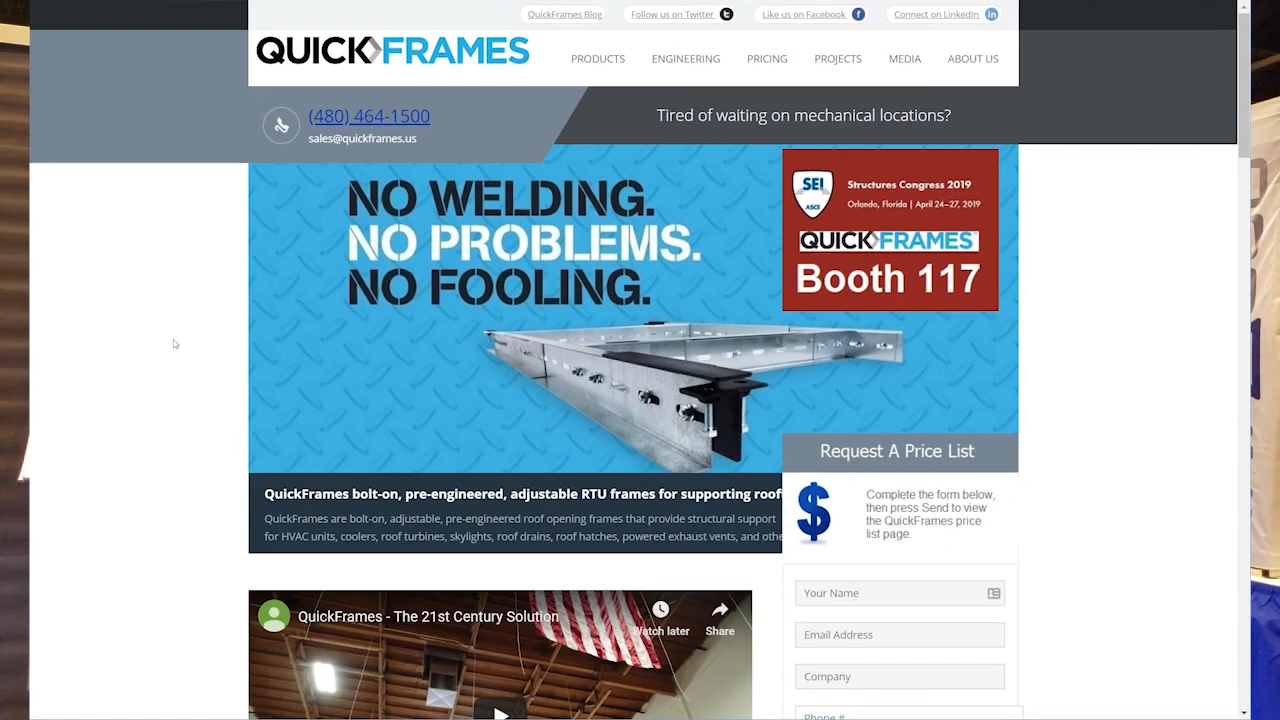 QuickFrames Blog
Follow us on Twitter
Like us on Facebook
Connect on LinkedIn
QUICKFRAMES
PRODUCTS
ENGINEERING
PRICING
PROJECTS
MEDIA
ABOUT US
(480) 464-1500
sales@quickframes.us
Tired of waiting on mechanical locations?
NO WELDING.
NO PROBLEMS.
NO FOOLING.
SEI
ASCE
Structures Congress 2019
Orlando, Florida | April 24–27, 2019
QUICKFRAMES
Booth 117
QuickFrames bolt-on, pre-engineered, adjustable RTU frames for supporting roof
QuickFrames are bolt-on, adjustable, pre-engineered roof opening frames that provide structural support
for HVAC units, coolers, roof turbines, skylights, roof drains, roof hatches, powered exhaust vents, and othe
Request A Price List
Complete the form below,
then press Send to view
the QuickFrames price
list page.
Your Name
Email Address
Company
Phone #
QuickFrames - The 21st Century Solution
Watch later
Share